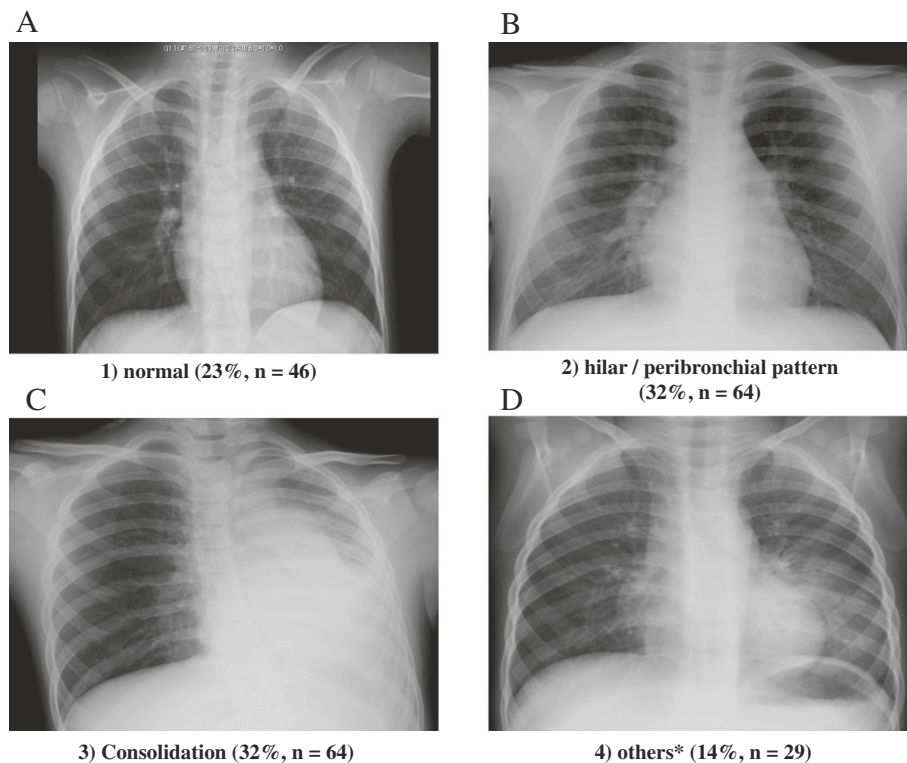 A
B
1) normal (23%, n = 46)
2) hilar / peribronchial pattern
(32%, n = 64)
C
D
3) Consolidation (32%, n = 64)
4) others* (14%, n = 29)